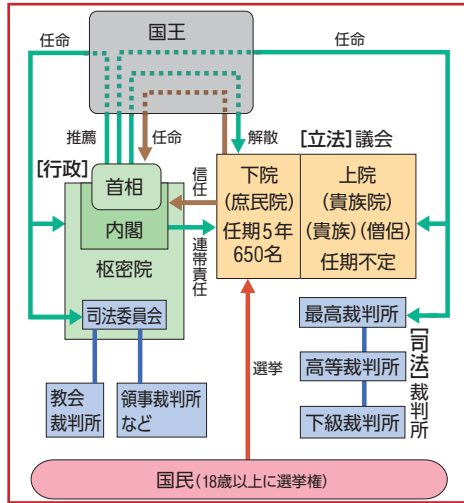 国王
任命
任命
推薦
任命
解散
[行政]
[立法]議会
首相
内閣
枢密院
信任
連帯責任
下院
(庶民院)
任期5年
650名
上院
(貴族院)
(貴族)(僧侶)
任期不定
司法委員会
教会
裁判所
領事裁判所
など
選挙
最高裁判所
高等裁判所
下級裁判所
[司法]裁判所
国民(18歳以上に選挙権)